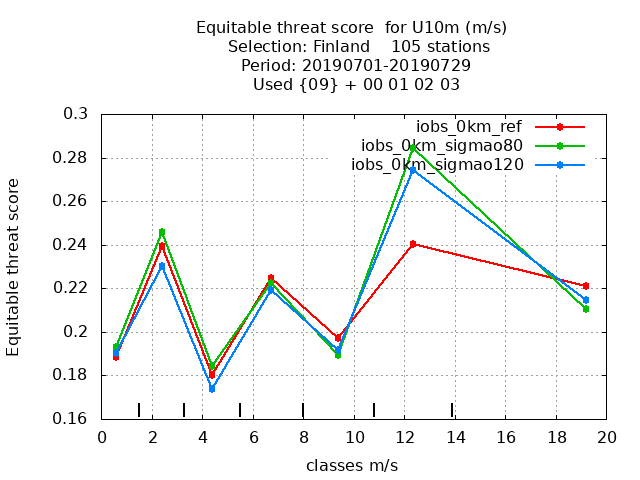 Equitable threat score  for U10m (m/s)
Selection: Finland    105 stations
Period: 20190701-20190729
Used {09} + 00 01 02 03
iobs_0km_ref
iobs_0km_sigmao80
iobs_0km_sigmao120
Equitable threat score
0.3
0.28
0.26
0.24
0.22
0.2
0.18
0.16
0 2 4 6 8 10 12 14 16 18 20
classes m/s